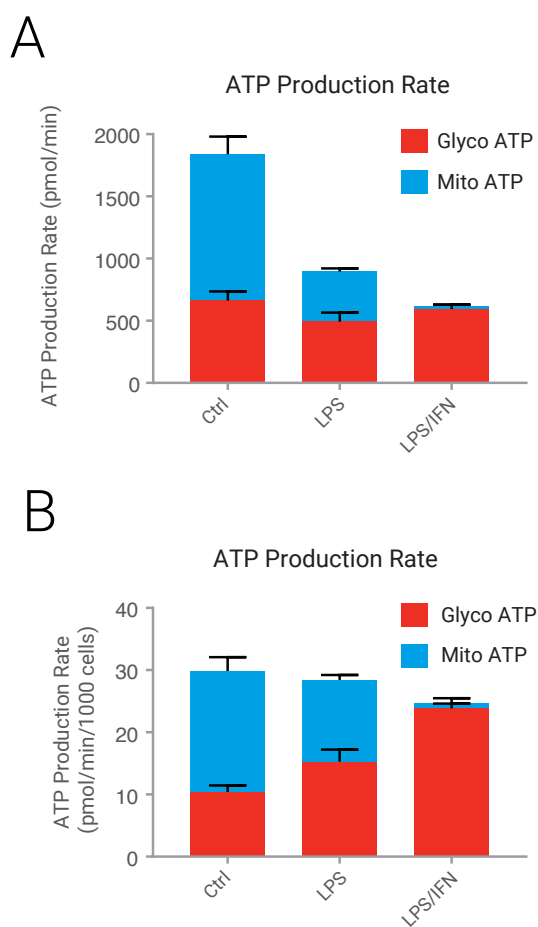 A
ATP Production Rate
ATP Production Rate (pmol/min)
2000
1500
1000
500
0
Glyco ATP
Mito ATP
Ctrl
LPS
LPS/IFN
B
ATP Production Rate
ATP Production Rate
(pmol/min/1000 cells)
40
30
20
10
0
Glyco ATP
Mito ATP
Ctrl
LPS
LPS/IFN